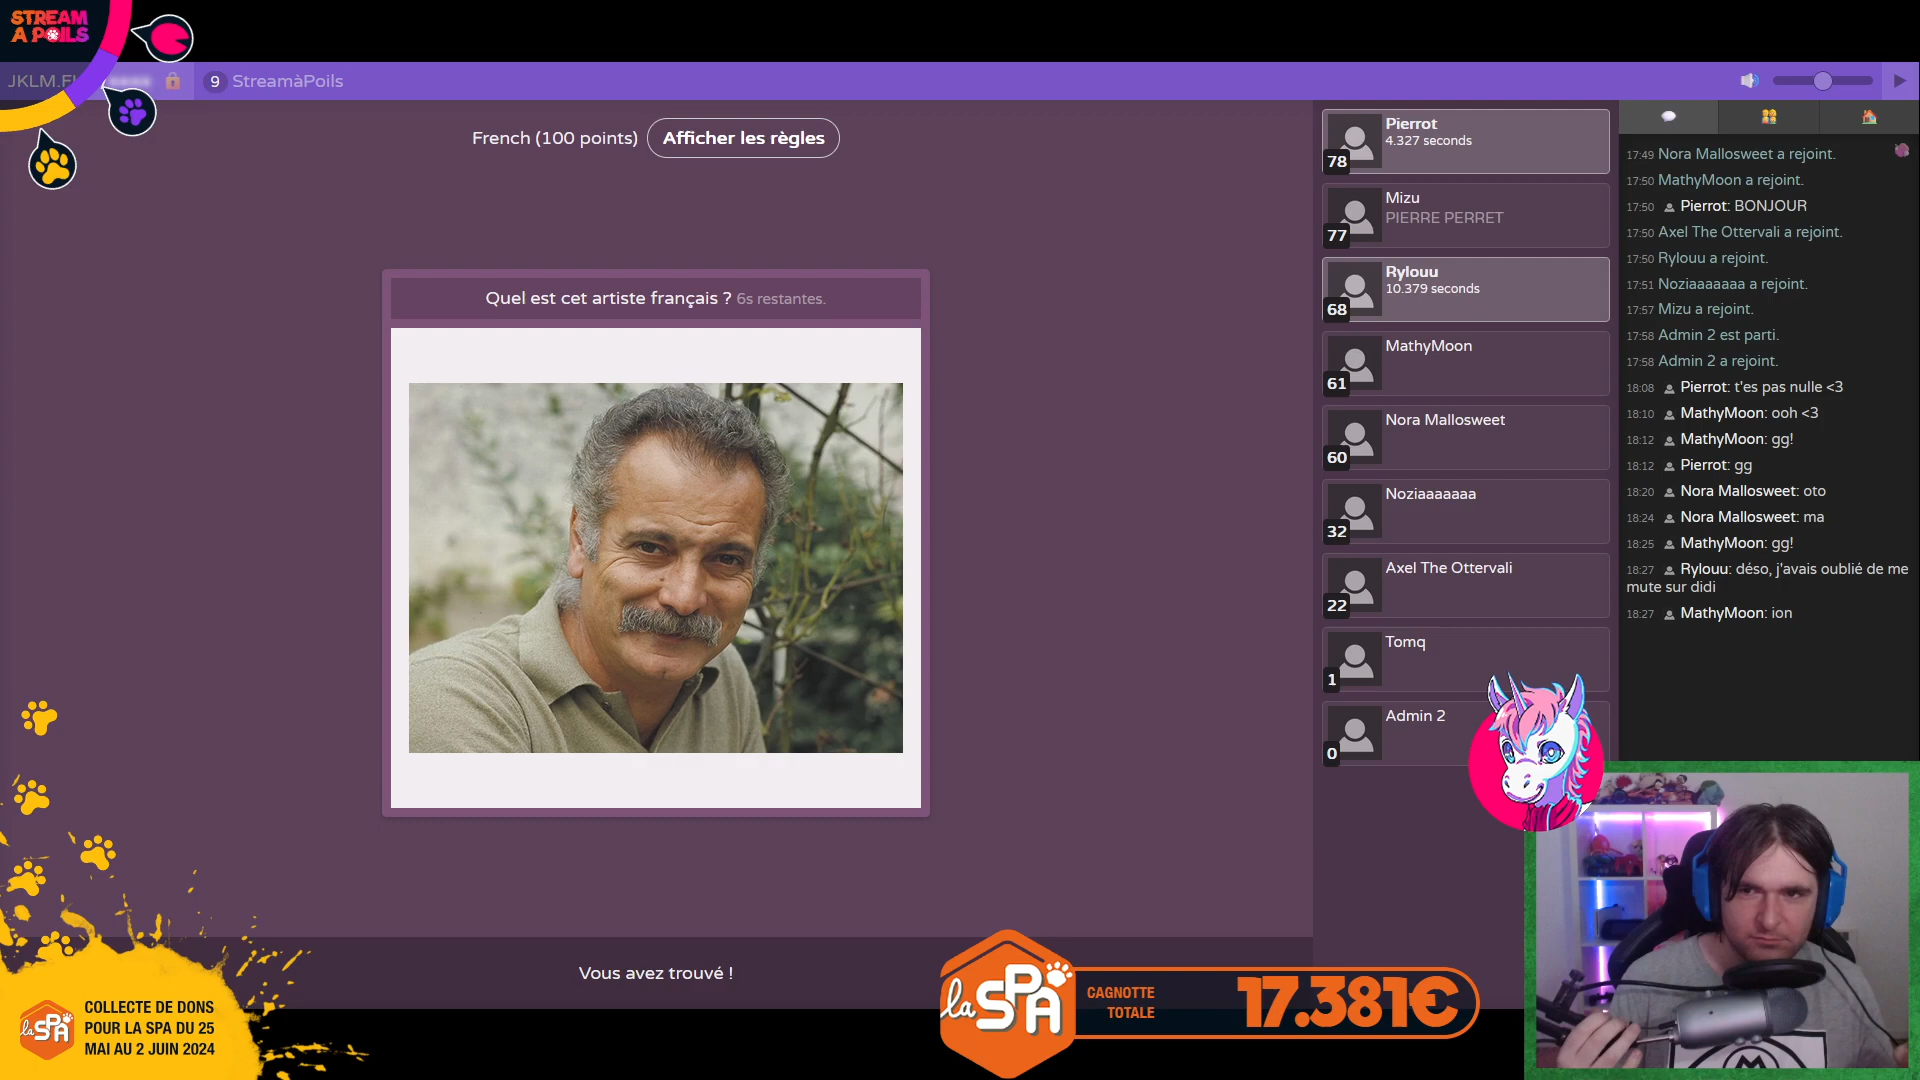 STREAM
A POILS
JKLM.F
9 StreamàPoils
French (100 points) Afficher les règles
Quel est cet artiste français ? 6s restantes.
Vous avez trouvé !
Pierrot
4.327 seconds
78
Mizu
PIERRE PERRET
77
Rylouu
10.379 seconds
68
MathyMoon
61
Nora Mallosweet
60
Noziaaaaaaa
32
Axel The Ottervali
22
Tomq
1
Admin 2
0
17:49 Nora Mallosweet a rejoint.
17:50 MathyMoon a rejoint.
17:50 Pierrot: BONJOUR
17:50 Axel The Ottervali a rejoint.
17:50 Rylouu a rejoint.
17:51 Noziaaaaaaa a rejoint.
17:57 Mizu a rejoint.
17:58 Admin 2 est parti.
17:58 Admin 2 a rejoint.
18:08 Pierrot: t'es pas nulle <3
18:10 MathyMoon: ooh <3
18:12 MathyMoon: gg!
18:12 Pierrot: gg
18:20 Nora Mallosweet: oto
18:24 Nora Mallosweet: ma
18:25 MathyMoon: gg!
18:27 Rylouu: déso, j'avais oublié de me
mute sur didi
18:27 MathyMoon: ion
la SPA
COLLECTE DE DONS
POUR LA SPA DU 25
MAI AU 2 JUIN 2024
la SPA
CAGNOTTE
TOTALE
17.381€